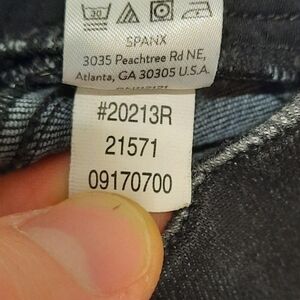 SPANX
3035 Peachtree Rd NE,
Atlanta, GA 30305 U.S.A.
#20213R
21571
09170700